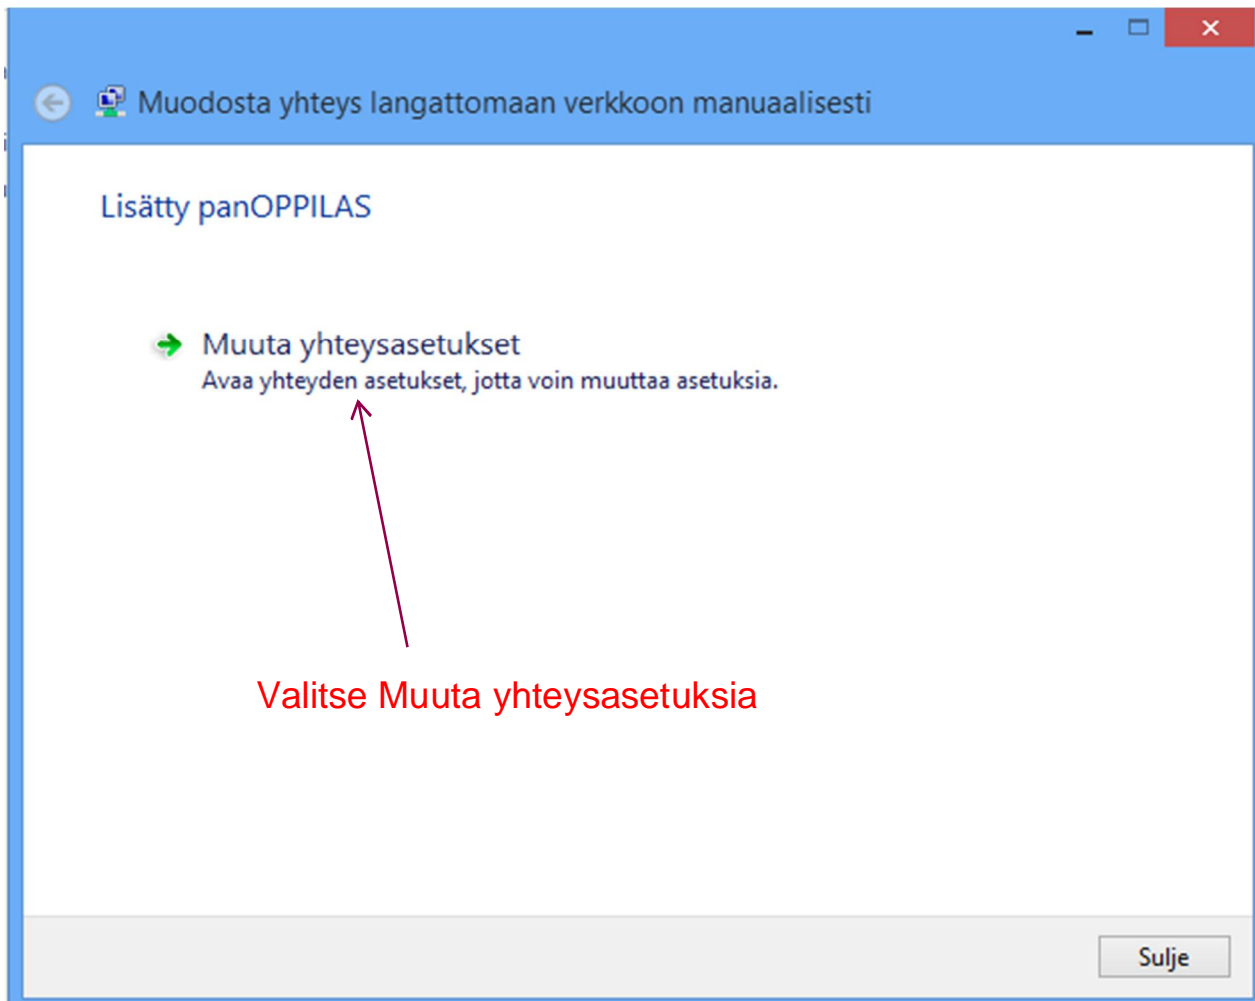 Muodosta yhteys langattomaan verkkoon manuaalisesti
Lisätty panOPPILAS
Muuta yhteysasetukset
Avaa yhteyden asetukset, jotta voin muuttaa asetuksia.
Valitse Muuta yhteysasetuksia
Sulje